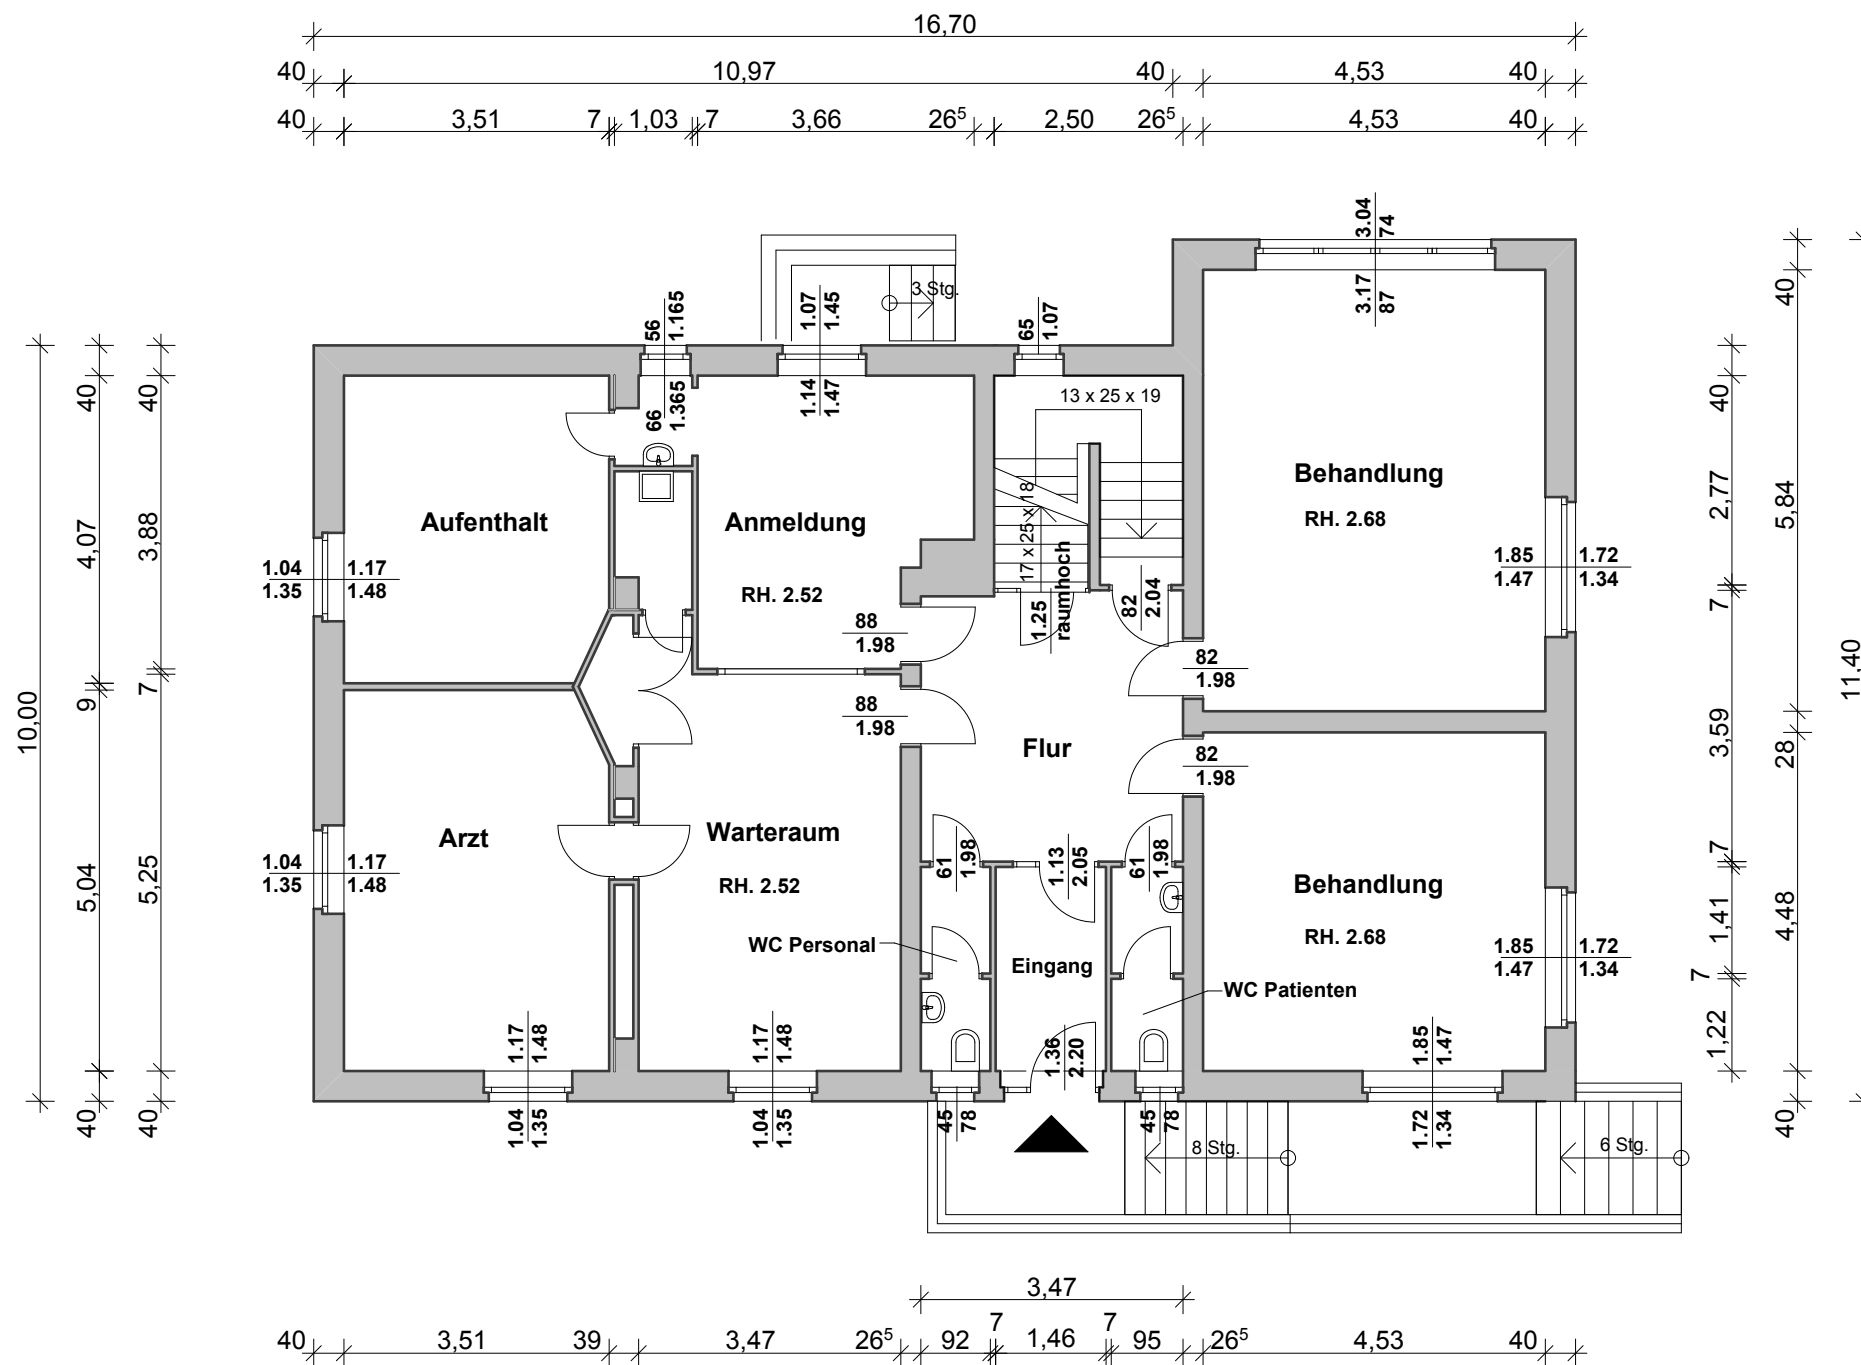 16,70
40 10,97 40 4,53 40
40 3,51 7 1,03 7 3,66 26⁵ 2,50 26⁵ 4,53 40
3.04
74
3.17
87
3 Stg.
56
1.165
66
1.365
1.07
1.45
1.14
1.47
65
1.07
13 x 25 x 19
17 x 25 x 18
raumhoch
1.25
82
2.04
Aufenthalt
Anmeldung
RH. 2.52
Behandlung
RH. 2.68
1.04
1.35
1.17
1.48
1.85
1.47
1.72
1.34
88
1.98
88
1.98
82
1.98
82
1.98
Flur
Arzt
Warteraum
RH. 2.52
1.04
1.35
1.17
1.48
61
1.98
1.13
2.05
61
1.98
Behandlung
RH. 2.68
1.85
1.47
1.72
1.34
WC Personal
Eingang
WC Patienten
1.17
1.48
1.04
1.35
1.17
1.48
1.04
1.35
45
78
1.36
2.20
45
78
1.85
1.47
1.72
1.34
8 Stg.
6 Stg.
10,00
40 4,07 9 5,04 40
40 3,88 7 5,25 40
40 2,77 7 3,59 7 1,41 7 1,22
40 5,84 28 4,48 40
11,40
3,47
40 3,51 39 3,47 26⁵ 92 7 1,46 7 95 26⁵ 4,53 40